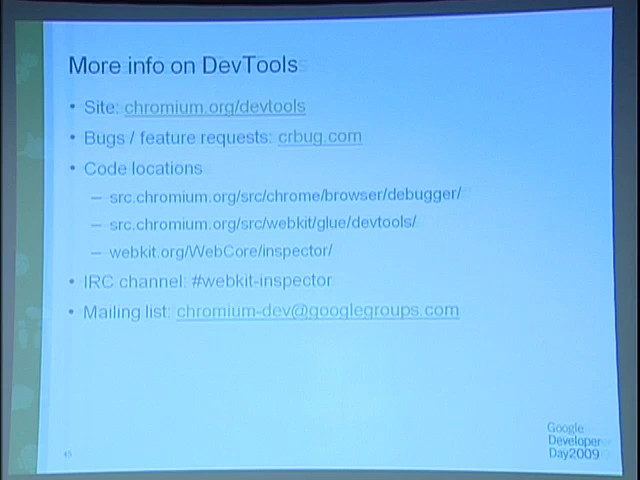 More info on DevTools
• Site: chromium.org/devtools
• Bugs / feature requests: crbug.com
• Code locations
– src.chromium.org/src/chrome/browser/debugger/
– src.chromium.org/src/webkit/glue/devtools/
– webkit.org/WebCore/inspector/
• IRC channel: #webkit-inspector
• Mailing list: chromium-dev@googlegroups.com
45
Google
Developer
Day2009